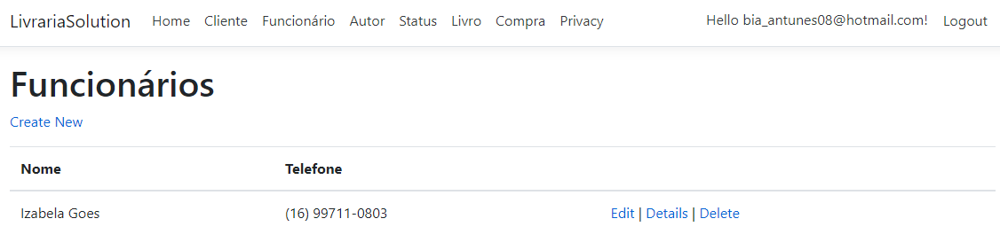 LivrariaSolution Home Cliente Funcionário Autor Status Livro Compra Privacy Hello bia_antunes08@hotmail.com! Logout
Funcionários
Create New
Nome Telefone
Izabela Goes (16) 99711-0803 Edit | Details | Delete